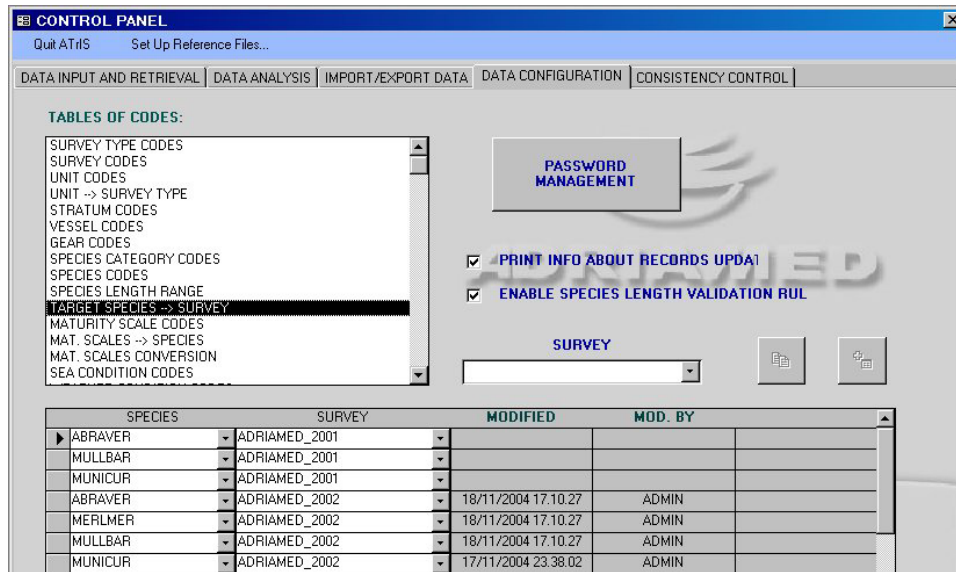 CONTROL PANEL
Quit ATrIS Set Up Reference Files...
DATA INPUT AND RETRIEVAL DATA ANALYSIS IMPORT/EXPORT DATA DATA CONFIGURATION CONSISTENCY CONTROL
TABLES OF CODES:
SURVEY TYPE CODES
SURVEY CODES
UNIT CODES
UNIT --> SURVEY TYPE
STRATUM CODES
VESSEL CODES
GEAR CODES
SPECIES CATEGORY CODES
SPECIES CODES
SPECIES LENGTH RANGE
TARGET SPECIES --> SURVEY
MATURITY SCALE CODES
MAT. SCALES --> SPECIES
MAT. SCALES CONVERSION
SEA CONDITION CODES
PASSWORD
MANAGEMENT
ADRIAMED
PRINT INFO ABOUT RECORDS UPDAT
ENABLE SPECIES LENGTH VALIDATION RUL
SURVEY
SPECIES SURVEY MODIFIED MOD. BY
ABRAVER ADRIAMED_2001
MULLBAR ADRIAMED_2001
MUNICUR ADRIAMED_2001
ABRAVER ADRIAMED_2002 18/11/2004 17.10.27 ADMIN
MERLMER ADRIAMED_2002 18/11/2004 17.10.27 ADMIN
MULLBAR ADRIAMED_2002 18/11/2004 17.10.27 ADMIN
MUNICUR ADRIAMED_2002 17/11/2004 23.38.02 ADMIN